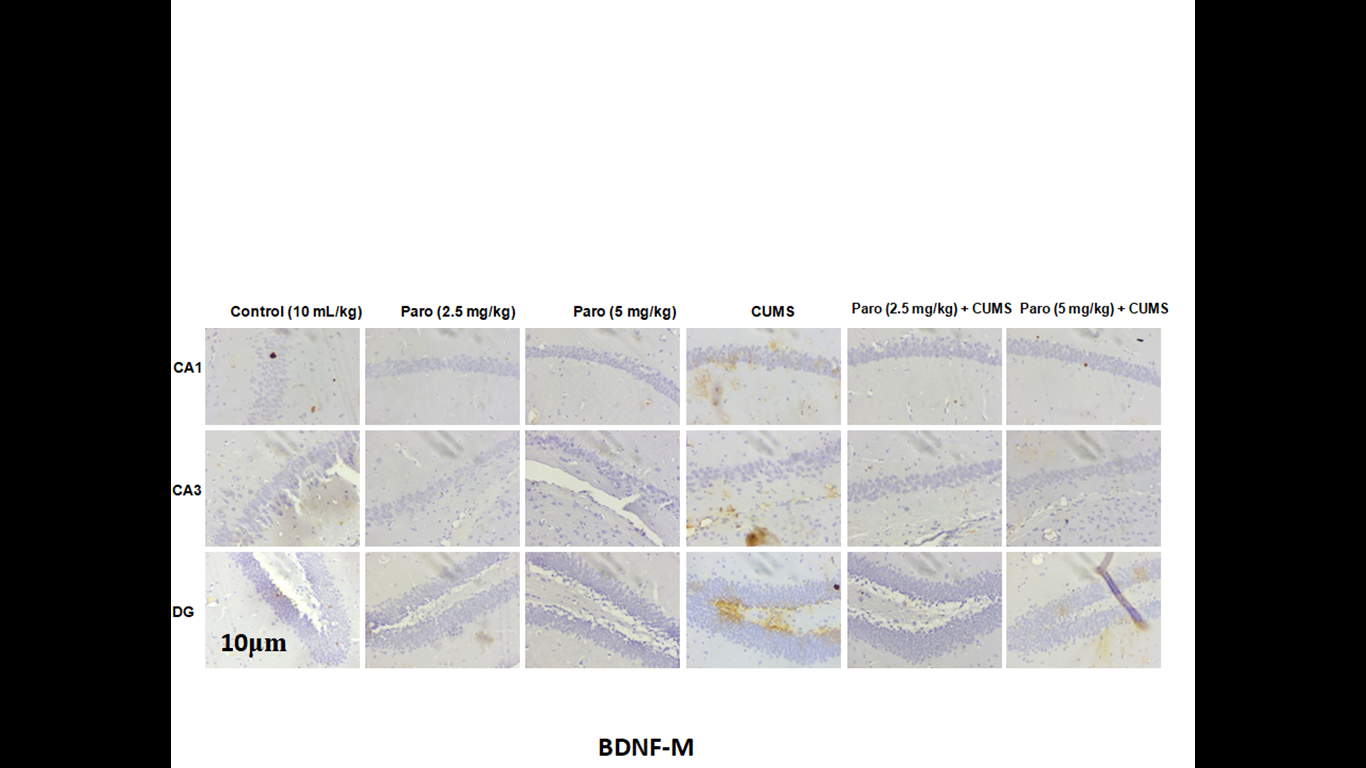 Control (10 mL/kg) Paro (2.5 mg/kg) Paro (5 mg/kg) CUMS Paro (2.5 mg/kg) + CUMS Paro (5 mg/kg) + CUMS
CA1
CA3
DG
10μm
BDNF-M